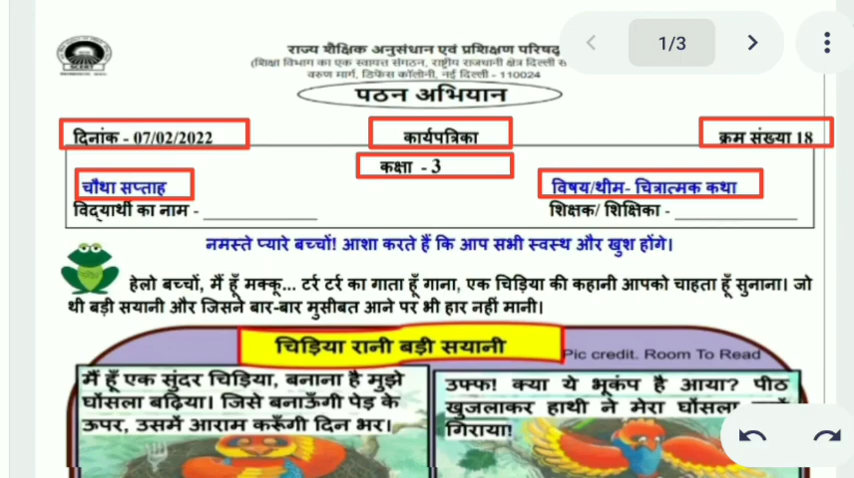 राज्य शैक्षिक अनुसंधान एवं प्रशिक्षण परिषद्
(शिक्षा विभाग का एक स्वायत्त संगठन, राष्ट्रीय राजधानी क्षेत्र दिल्ली
वरुण मार्ग, डिफेंस कॉलोनी, नई दिल्ली - 110024
1/3
पठन अभियान
दिनांक - 07/02/2022 कार्यपत्रिका क्रम संख्या 18
कक्षा - 3
चौथा सप्ताह विषय/थीम- चित्रात्मक कथा
विद्यार्थी का नाम - शिक्षक/ शिक्षिका -
नमस्ते प्यारे बच्चों! आशा करते हैं कि आप सभी स्वस्थ और खुश होंगे।
हेलो बच्चों, मैं हूँ मक्कू... टर्र टर्र का गाता हूँ गाना, एक चिड़िया की कहानी आपको चाहता हूँ सुनाना। जो
थी बड़ी सयानी और जिसने बार-बार मुसीबत आने पर भी हार नहीं मानी।
चिड़िया रानी बड़ी सयानी
Pic credit. Room To Read
मैं हूँ एक सुंदर चिड़िया, बनाना है मुझे
घोंसला बढ़िया। जिसे बनाऊँगी पेड़ के
ऊपर, उसमें आराम करूँगी दिन भर।
उफ्फ! क्या ये भूकंप है आया? पीठ
खुजलाकर हाथी ने मेरा घोंसला
गिराया!